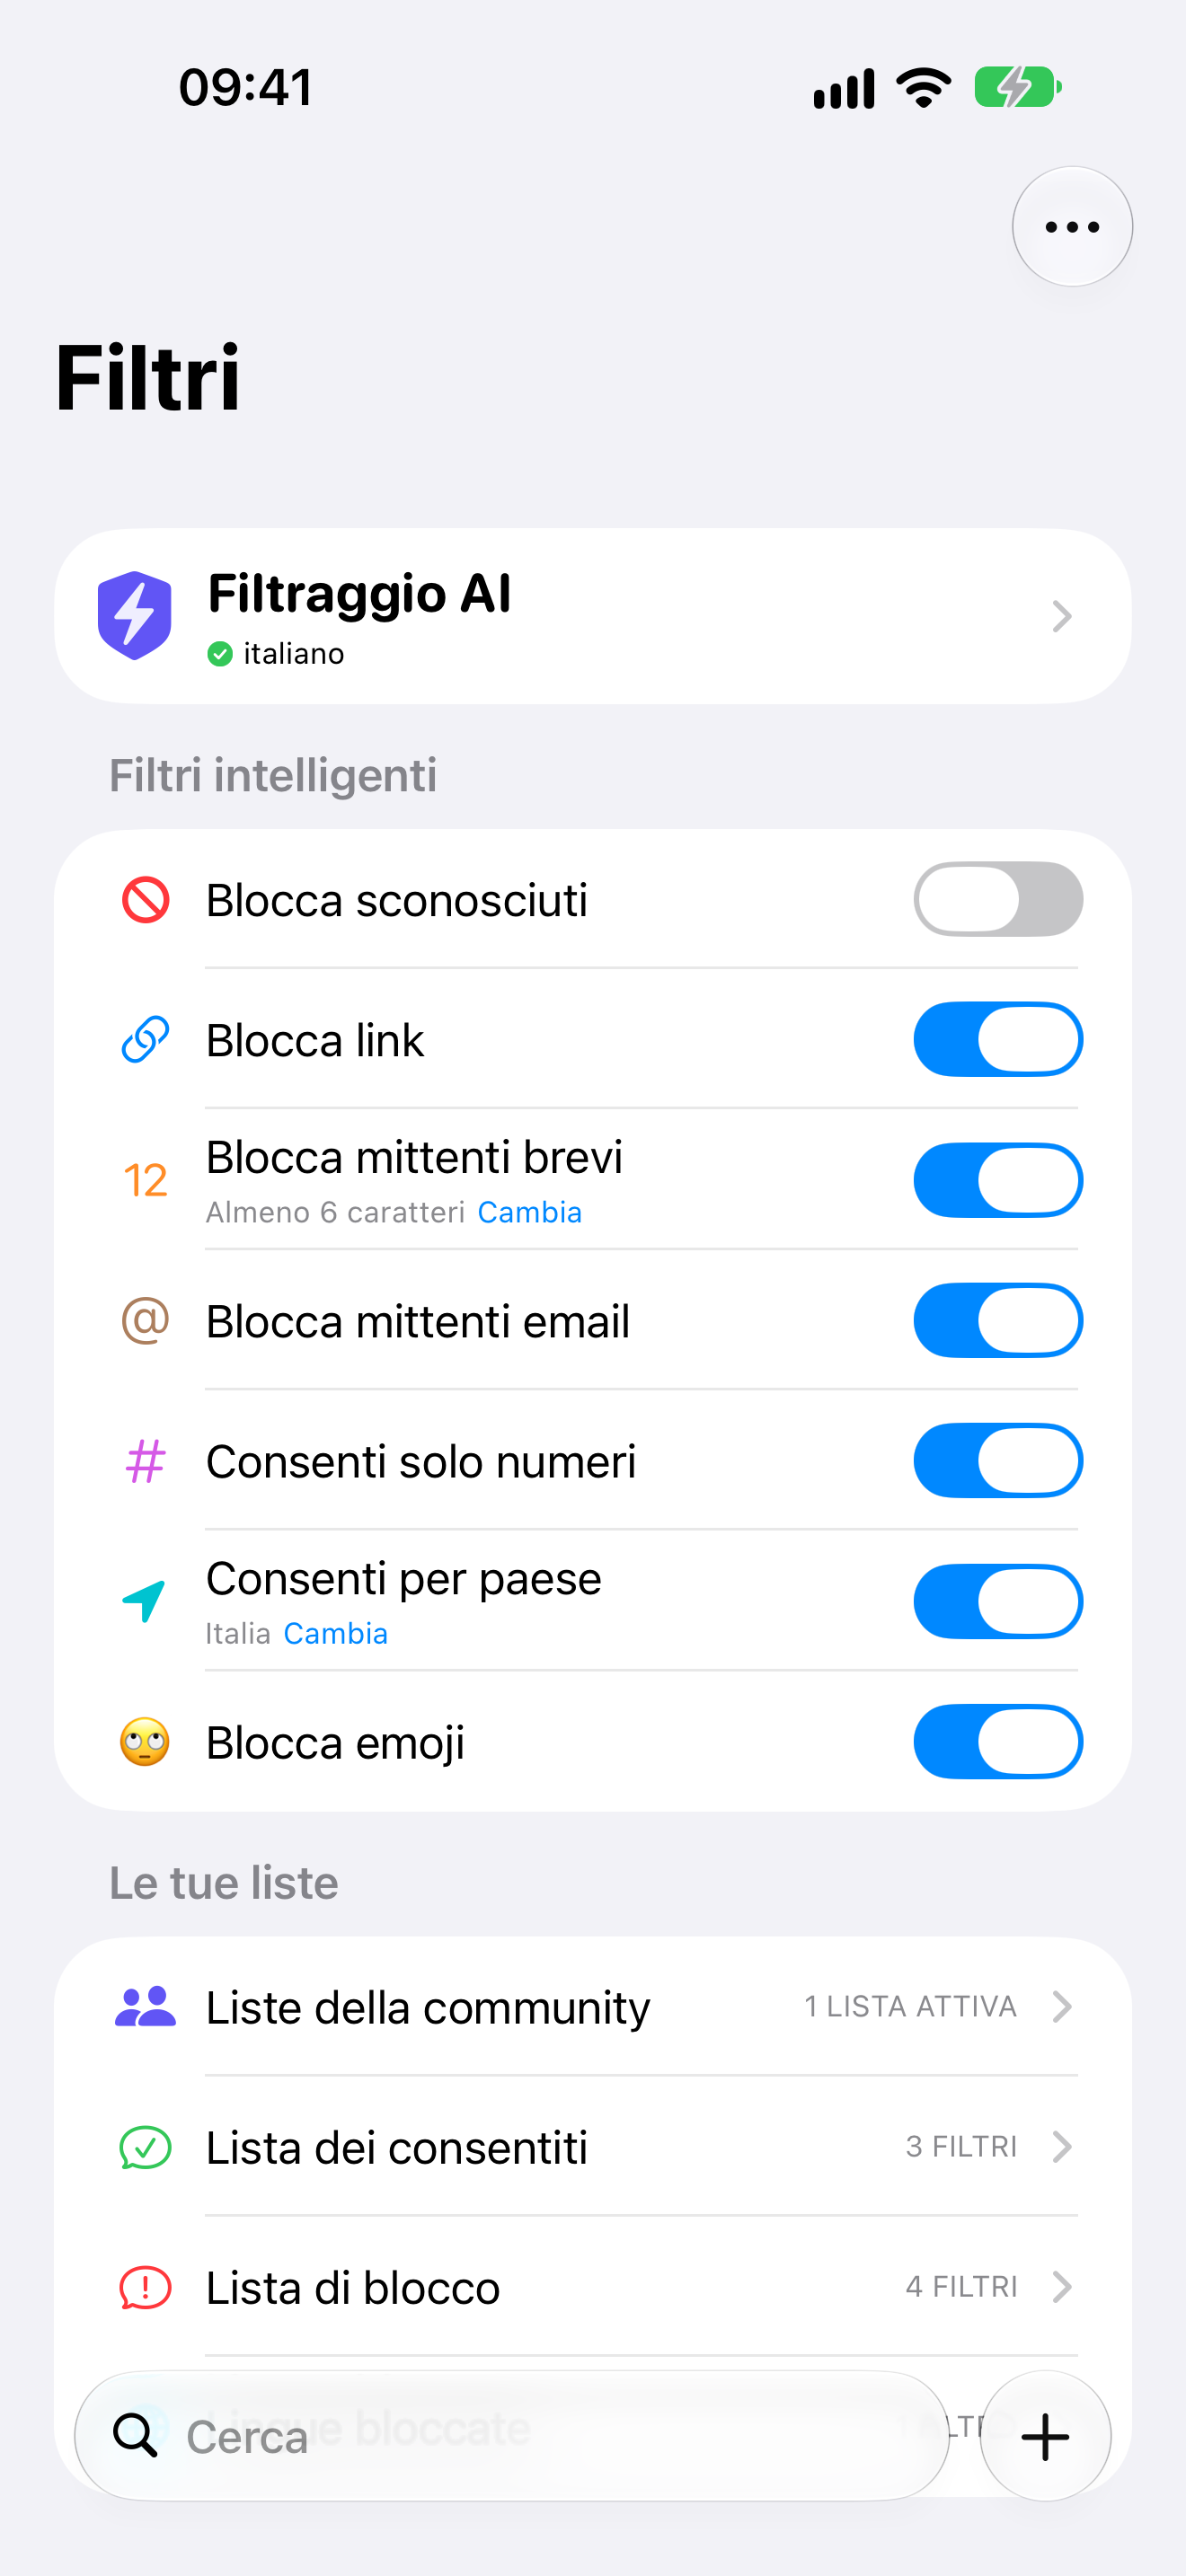 09:41
Filtri
Filtraggio AI
italiano
Filtri intelligenti
Blocca sconosciuti
Blocca link
12
Blocca mittenti brevi
Almeno 6 caratteri Cambia
@
Blocca mittenti email
#
Consenti solo numeri
Consenti per paese
Italia Cambia
Blocca emoji
Le tue liste
Liste della community 1 LISTA ATTIVA
Lista dei consentiti 3 FILTRI
Lista di blocco 4 FILTRI
Lingue bloccate
Cerca